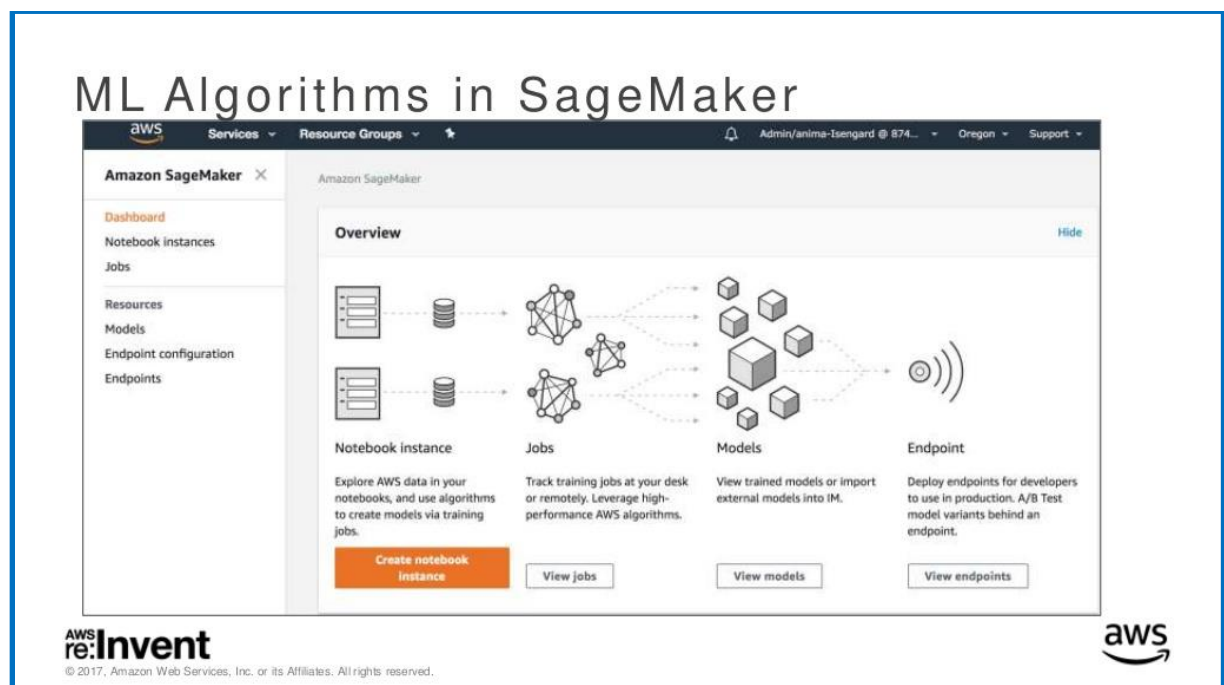 ML Algorithms in SageMaker
aws Services Resource Groups Admin/anima-Isengard @ 874... Oregon Support
Amazon SageMaker
Amazon SageMaker
Dashboard
Notebook instances
Jobs
Resources
Models
Endpoint configuration
Endpoints
Overview Hide
Notebook instance
Explore AWS data in your
notebooks, and use algorithms
to create models via training
jobs.
Create notebook
instance
Jobs
Track training jobs at your desk
or remotely. Leverage high-
performance AWS algorithms.
View jobs
Models
View trained models or import
external models into IM.
View models
Endpoint
Deploy endpoints for developers
to use in production. A/B Test
model variants behind an
endpoint.
View endpoints
AWS
re:Invent
© 2017, Amazon Web Services, Inc. or its Affiliates. All rights reserved.
aws